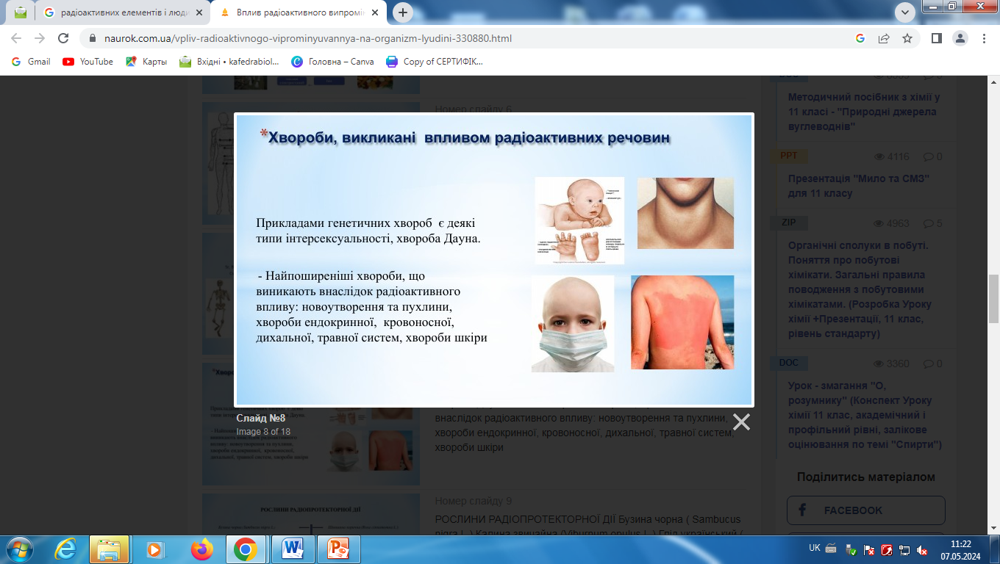 радіоактивних елементів і люди
Вплив радіоактивного випромін
naurok.com.ua/vpliv-radioaktivnogo-viprominyuvannya-na-organizm-lyudini-330880.html
Gmail
YouTube
Карты
Вхідні • kafedrabiol...
Головна – Canva
Copy of СЕРТИФІК...
Номер слайду 6
*Хвороби, викликані впливом радіоактивних речовин
Прикладами генетичних хвороб є деякі
типи інтерсексуальності, хвороба Дауна.
- Найпоширеніші хвороби, що
виникають внаслідок радіоактивного
впливу: новоутворення та пухлини,
хвороби ендокринної, кровоносної,
дихальної, травної систем, хвороби шкіри
Слайд №8
Image 8 of 18
внаслідок радіоактивного впливу: новоутворення та пухлини,
хвороби ендокринної, кровоносної, дихальної, травної систем,
хвороби шкіри
Номер слайду 9
РОСЛИНИ РАДІОПРОТЕКТОРНОЇ ДІЇ
РОСЛИНИ РАДІОПРОТЕКТОРНОЇ ДІЇ Бузина чорна ( Sambucus
nigra L.) Калина звичайна (Viburnum opulus L.) Глід український (
Методичний посібник з хімії у
11 класі - "Природні джерела
вуглеводнів"
PPT
4116
0
Презентація "Мило та СМЗ"
для 11 класу
ZIP
4963
5
Органічні сполуки в побуті.
Поняття про побутові
хімікати. Загальні правила
поводження з побутовими
хімікатами. (Розробка Уроку
хімії +Презентації, 11 клас,
рівень стандарту)
DOC
3360
0
Урок - змагання "О,
розумнику" (Конспект Уроку
хімії 11 клас, академічний і
профільний рівні, залікове
оцінювання по темі "Спирти")
Поділитись матеріалом
FACEBOOK
UK
11:22
07.05.2024